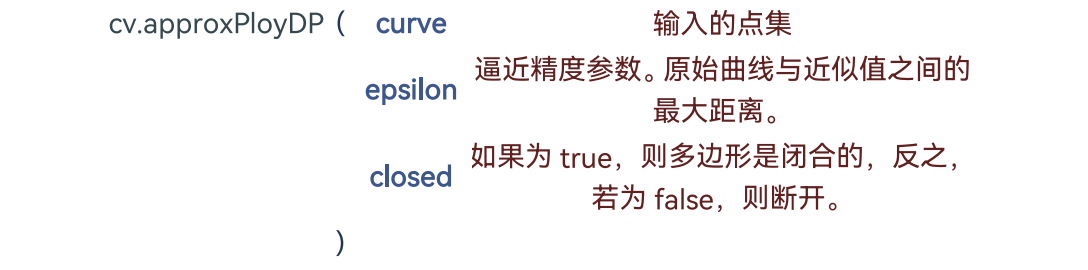 cv.approxPloyDP ( curve 输入的点集
epsilon 逼近精度参数。原始曲线与近似值之间的
最大距离。
closed 如果为 true，则多边形是闭合的，反之，
若为 false，则断开。
)